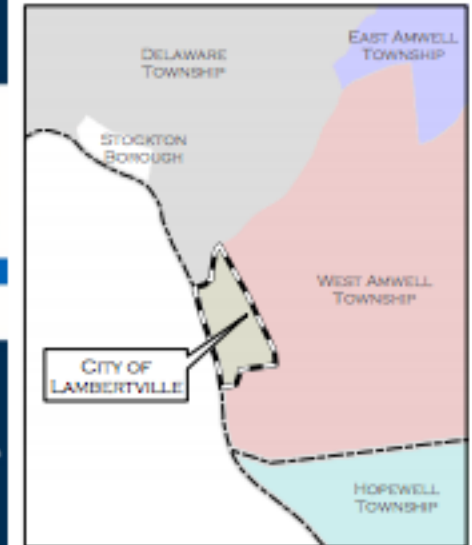 EAST AMWELL
TOWNSHIP
DELAWARE
TOWNSHIP
STOCKTON
BOROUGH
WEST AMWELL
TOWNSHIP
CITY OF
LAMBERTVILLE
HOPEWELL
TOWNSHIP